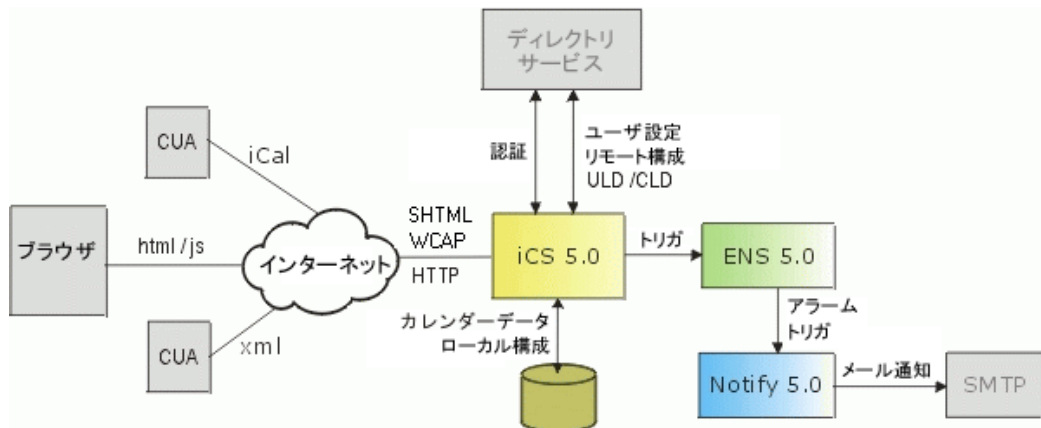 ディレクトリ
サービス
CUA
iCal
認証
ユーザ設定
リモート構成
ULD /CLD
ブラウザ
html / js
インターネット
SHTML
WCAP
HTTP
iCS 5.0
トリガ
ENS 5.0
CUA
xml
カレンダーデータ
ローカル構成
アラーム
トリガ
Notify 5.0
メール通知
SMTP